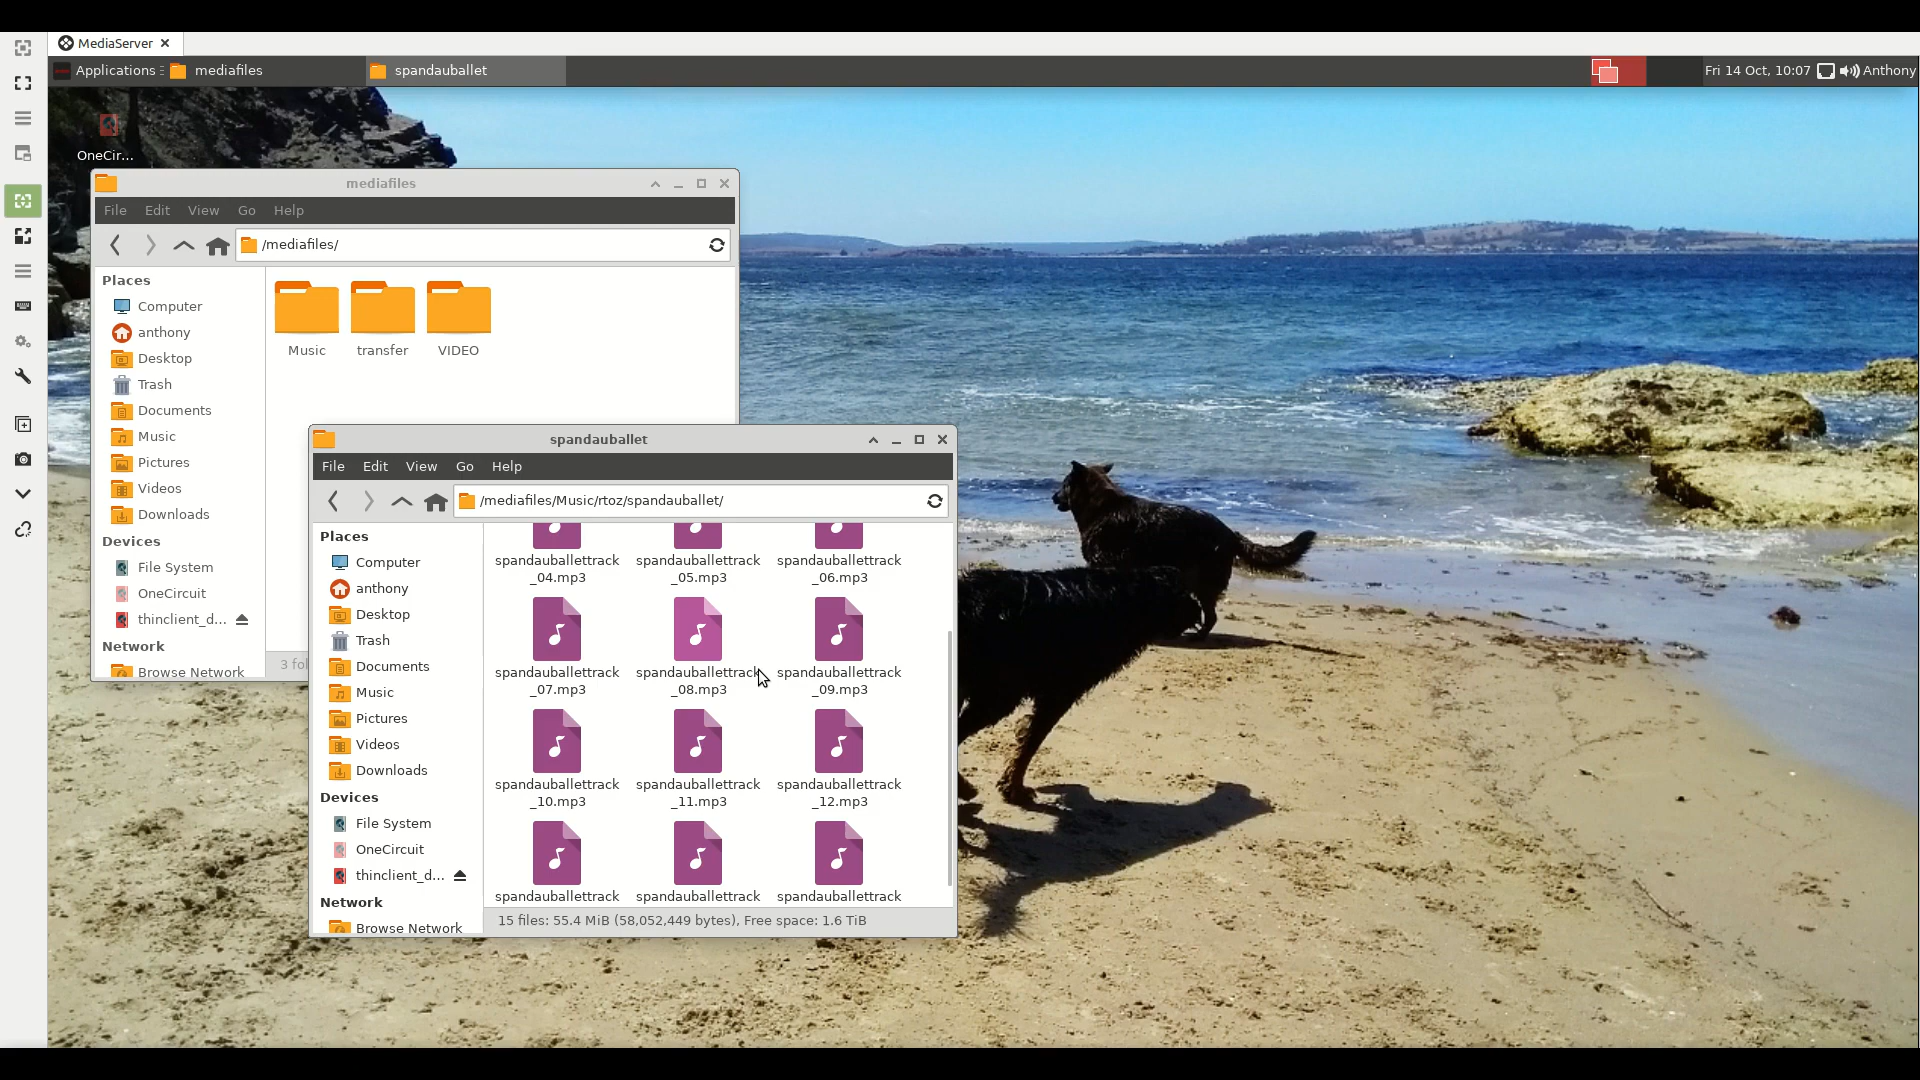 MediaServer
Applications mediafiles spandauballet Fri 14 Oct, 10:07 Anthony
OneCir...
mediafiles
File Edit View Go Help
/mediafiles/
Places
Computer
anthony
Desktop
Trash
Documents
Music
Pictures
Videos
Downloads
Devices
File System
OneCircuit
thinclient_d...
Network
Browse Network
Music transfer VIDEO
3 fol
spandauballet
File Edit View Go Help
/mediafiles/Music/rtoz/spandauballet/
Places
Computer
anthony
Desktop
Trash
Documents
Music
Pictures
Videos
Downloads
Devices
File System
OneCircuit
thinclient_d...
Network
Browse Network
spandauballettrack spandauballettrack spandauballettrack
_04.mp3 _05.mp3 _06.mp3
spandauballettrack spandauballettrack spandauballettrack
_07.mp3 _08.mp3 _09.mp3
spandauballettrack spandauballettrack spandauballettrack
_10.mp3 _11.mp3 _12.mp3
spandauballettrack spandauballettrack spandauballettrack
15 files: 55.4 MiB (58,052,449 bytes), Free space: 1.6 TiB